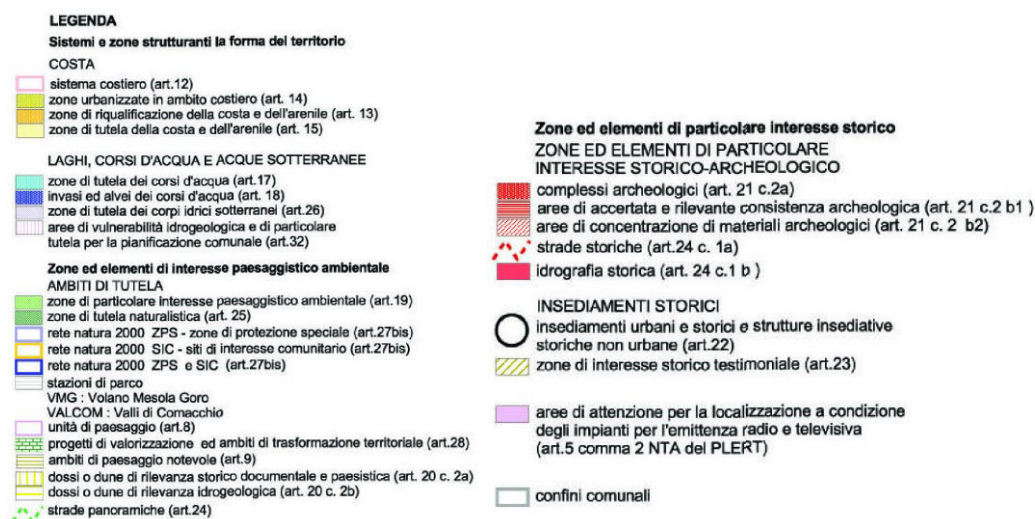 LEGENDA
Sistemi e zone strutturanti la forma del territorio
COSTA
sistema costiero (art.12)
zone urbanizzate in ambito costiero (art. 14)
zone di riqualificazione della costa e dell'arenile (art. 13)
zone di tutela della costa e dell'arenile (art. 15)
LAGHI, CORSI D'ACQUA E ACQUE SOTTERRANEE
zone di tutela dei corsi d'acqua (art.17)
invasi ed alvei dei corsi d'acqua (art. 18)
zone di tutela dei corpi idrici sotterranei (art.26)
aree di vulnerabilità idrogeologica e di particolare
tutela per la pianificazione comunale (art.32)
Zone ed elementi di interesse paesaggistico ambientale
AMBITI DI TUTELA
zone di particolare interesse paesaggistico ambientale (art.19)
zone di tutela naturalistica (art. 25)
rete natura 2000 ZPS - zone di protezione speciale (art.27bis)
rete natura 2000 SIC - siti di interesse comunitario (art.27bis)
rete natura 2000 ZPS e SIC (art.27bis)
stazioni di parco
VMG : Volano Mesola Goro
VALCOM : Valli di Comacchio
unità di paesaggio (art.8)
progetti di valorizzazione ed ambiti di trasformazione territoriale (art.28)
ambiti di paesaggio notevole (art.9)
dossi o dune di rilevanza storico documentale e paesistica (art. 20 c. 2a)
dossi o dune di rilevanza idrogeologica (art. 20 c. 2b)
strade panoramiche (art.24)
Zone ed elementi di particolare interesse storico
ZONE ED ELEMENTI DI PARTICOLARE
INTERESSE STORICO-ARCHEOLOGICO
complessi archeologici (art. 21 c.2a)
aree di accertata e rilevante consistenza archeologica (art. 21 c.2 b1)
aree di concentrazione di materiali archeologici (art. 21 c. 2 b2)
strade storiche (art.24 c. 1a)
idrografia storica (art. 24 c.1 b )
INSEDIAMENTI STORICI
insediamenti urbani e storici e strutture insediative
storiche non urbane (art.22)
zone di interesse storico testimoniale (art.23)
aree di attenzione per la localizzazione a condizione
degli impianti per l'emittenza radio e televisiva
(art.5 comma 2 NTA del PLERT)
confini comunali